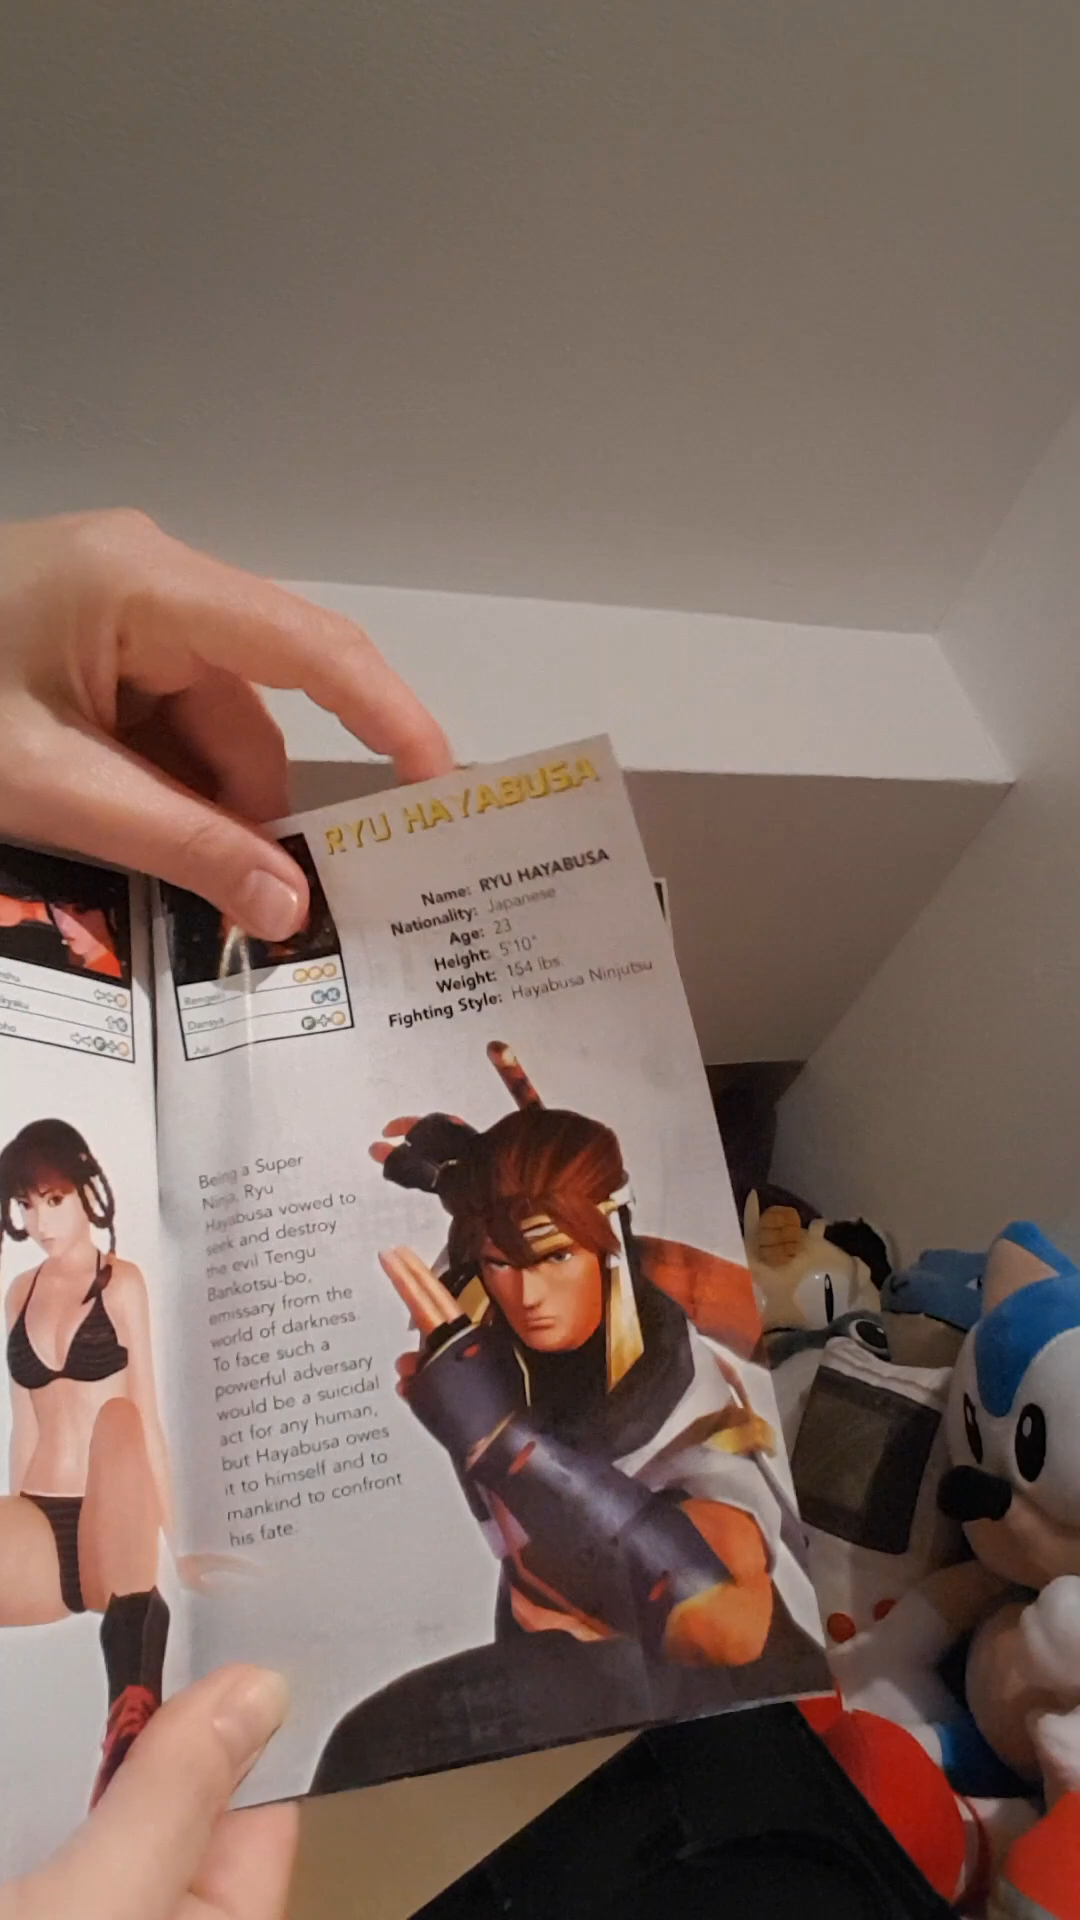 RYU HAYABUSA
Name: RYU HAYABUSA
Nationality: Japanese
Age: 23
Height: 5'10"
Weight: 154 lbs.
Fighting Style: Hayabusa Ninjutsu
Being a Super
Ninja, Ryu
Hayabusa vowed to
seek and destroy
the evil Tengu
Bankotsu-bo,
emissary from the
world of darkness.
To face such a
powerful adversary
would be a suicidal
act for any human,
but Hayabusa owes
it to himself and to
mankind to confront
his fate.